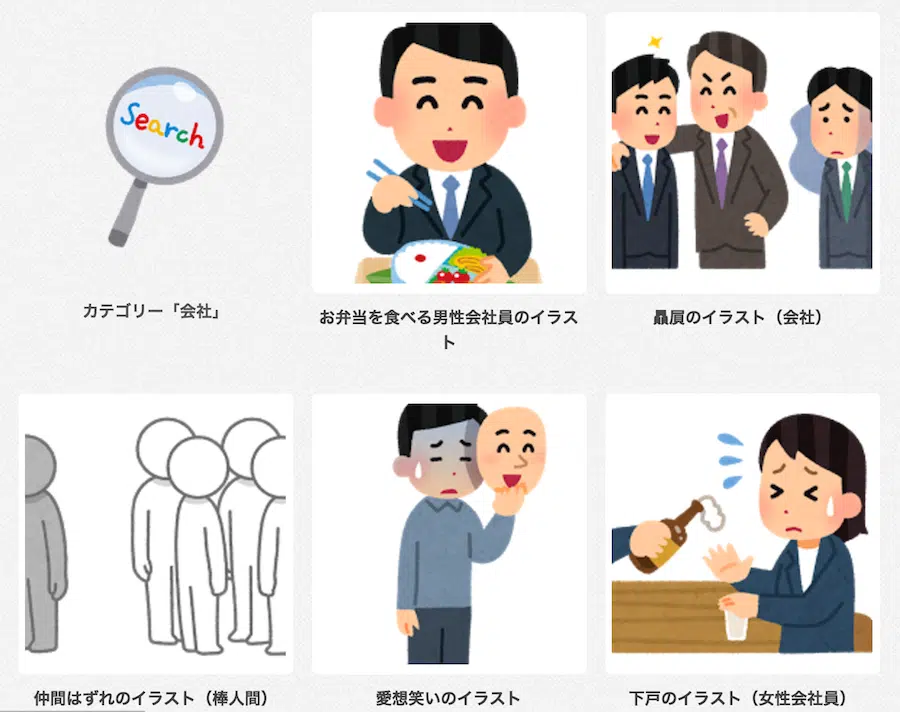 Search
カテゴリー「会社」
お弁当を食べる男性会社員のイラス
ト
贔屓のイラスト（会社）
仲間はずれのイラスト（棒人間）
愛想笑いのイラスト
下戸のイラスト（女性会社員）